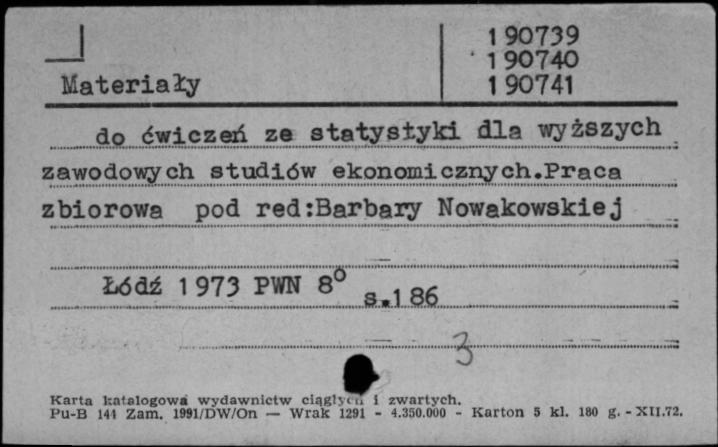 190739
190740
Materiały 190741
do ćwiczeń ze statystyki dla wyższych
zawodowych studiów ekonomicznych.Praca
zbiorowa pod red:Barbary Nowakowskiej
Łódź 1973 PWN 8⁰ s.186
3
Karta katalogowa wydawnictw ciągłych i zwartych.
Pu-B 141 Zam. 1991/DW/On — Wrak 1291 - 4.350.000 - Karton 5 kl. 180 g. - XII.72.